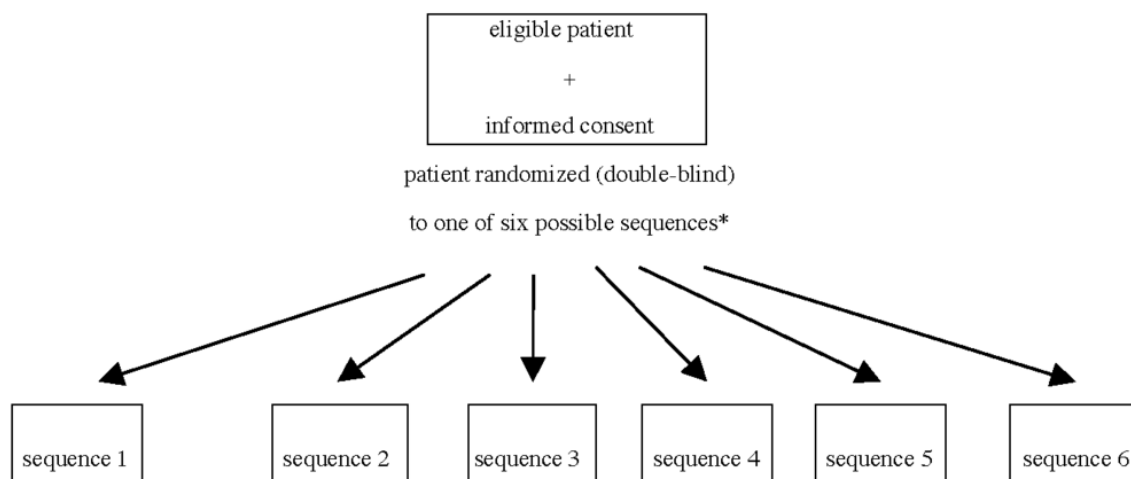 eligible patient
+
informed consent
patient randomized (double-blind)
to one of six possible sequences*
sequence 1
sequence 2
sequence 3
sequence 4
sequence 5
sequence 6